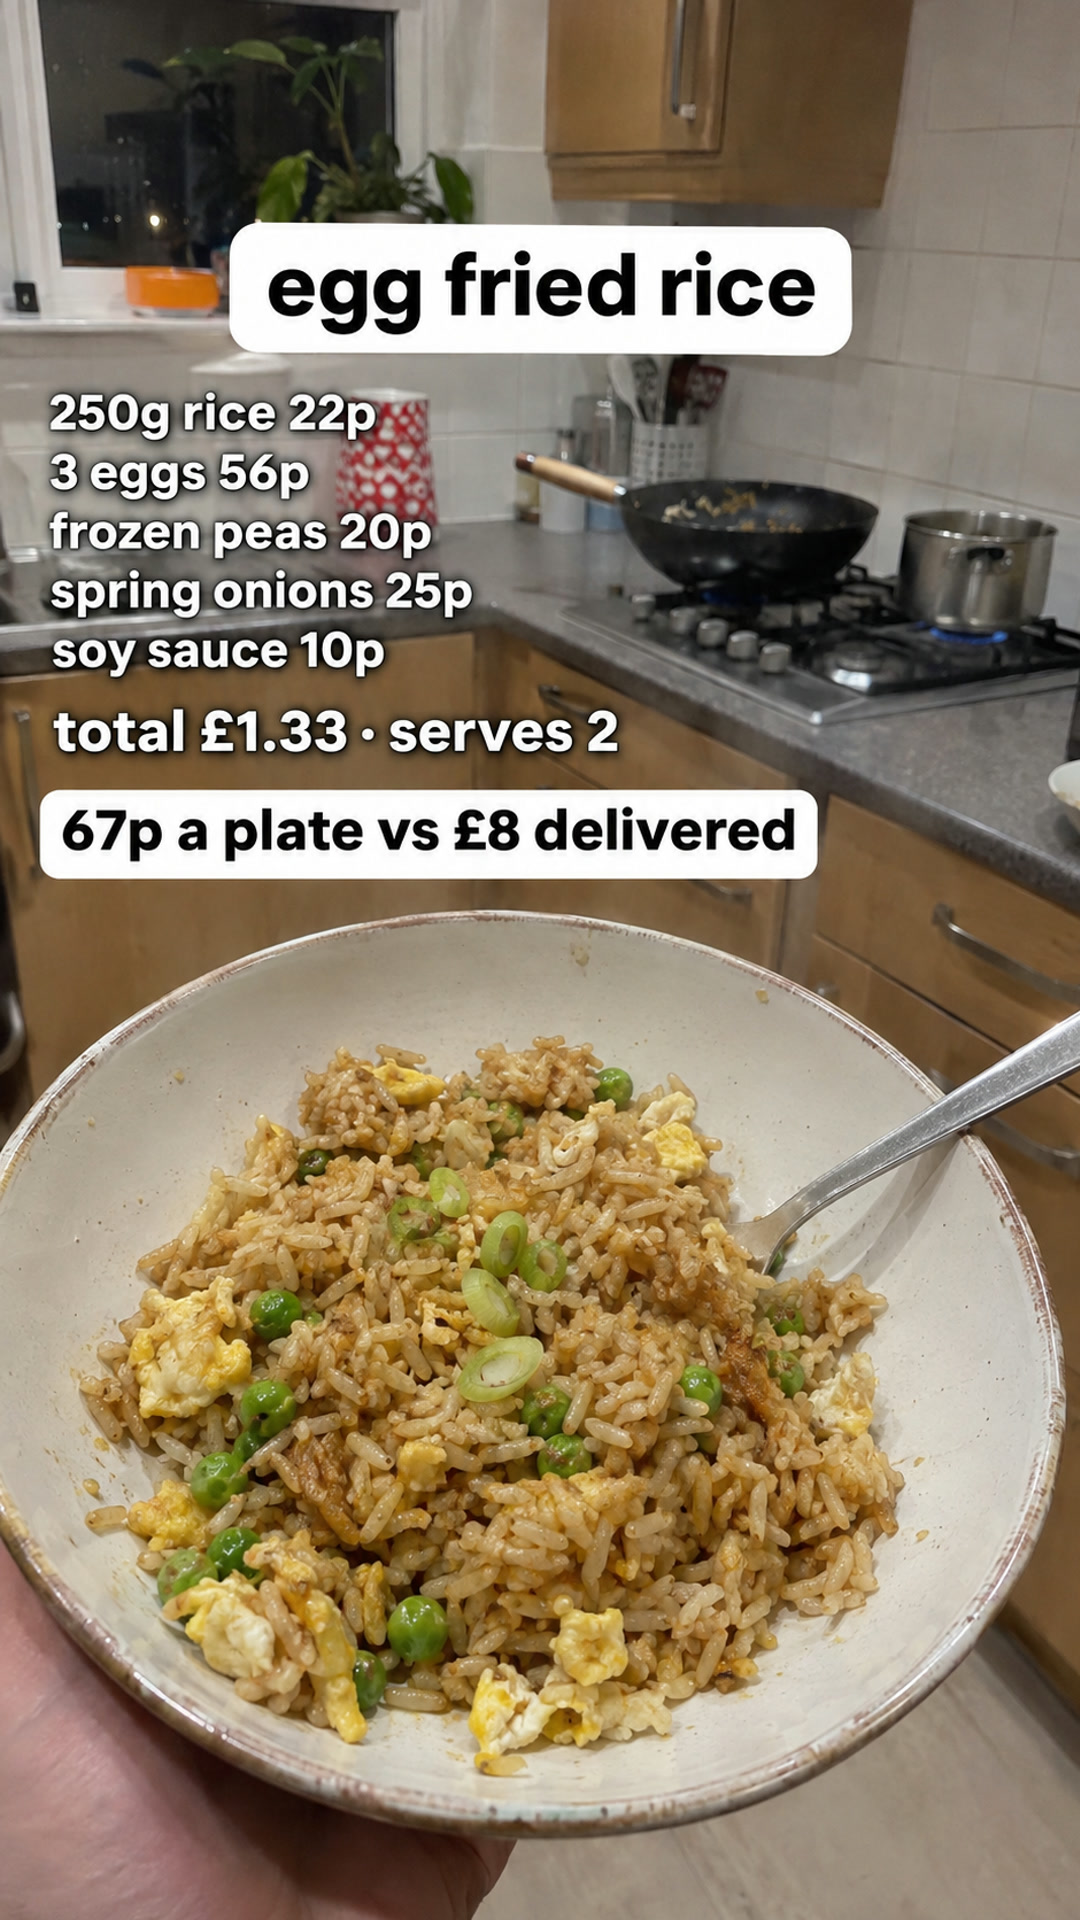 egg fried rice
250g rice 22p
3 eggs 56p
frozen peas 20p
spring onions 25p
soy sauce 10p
total £1.33 · serves 2
67p a plate vs £8 delivered